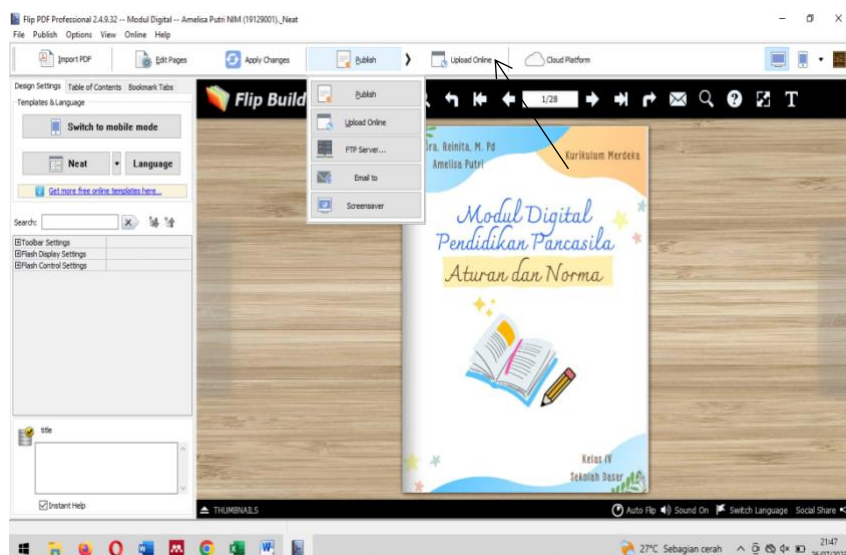 Flip PDF Professional 2.4.9.32 -- Modul Digital -- Amelisa Putri NIM (19129001)._Neat
File Publish Options View Online Help
Import PDF Edit Pages Apply Changes Publish Upload Online Cloud Platform
Design Settings Table of Contents Bookmark Tabs
Templates & Language
Switch to mobile mode
Neat Language
Get more free online templates here...
Search:
Toolbar Settings
Flash Display Settings
Flash Control Settings
title
Instant Help
Publish
Upload Online
FTP Server...
Email to
Screensaver
Flip Build
1/28
T
Dra. Reinita, M. Pd
Amelisa Putri
Kurikulum Merdeka
Modul Digital
Pendidikan Pancasila
Aturan dan Norma
Kelas IV
Sekolah Dasar
THUMBNAILS
Auto Flip Sound On Switch Language Social Share
27°C Sebagian cerah
21:47